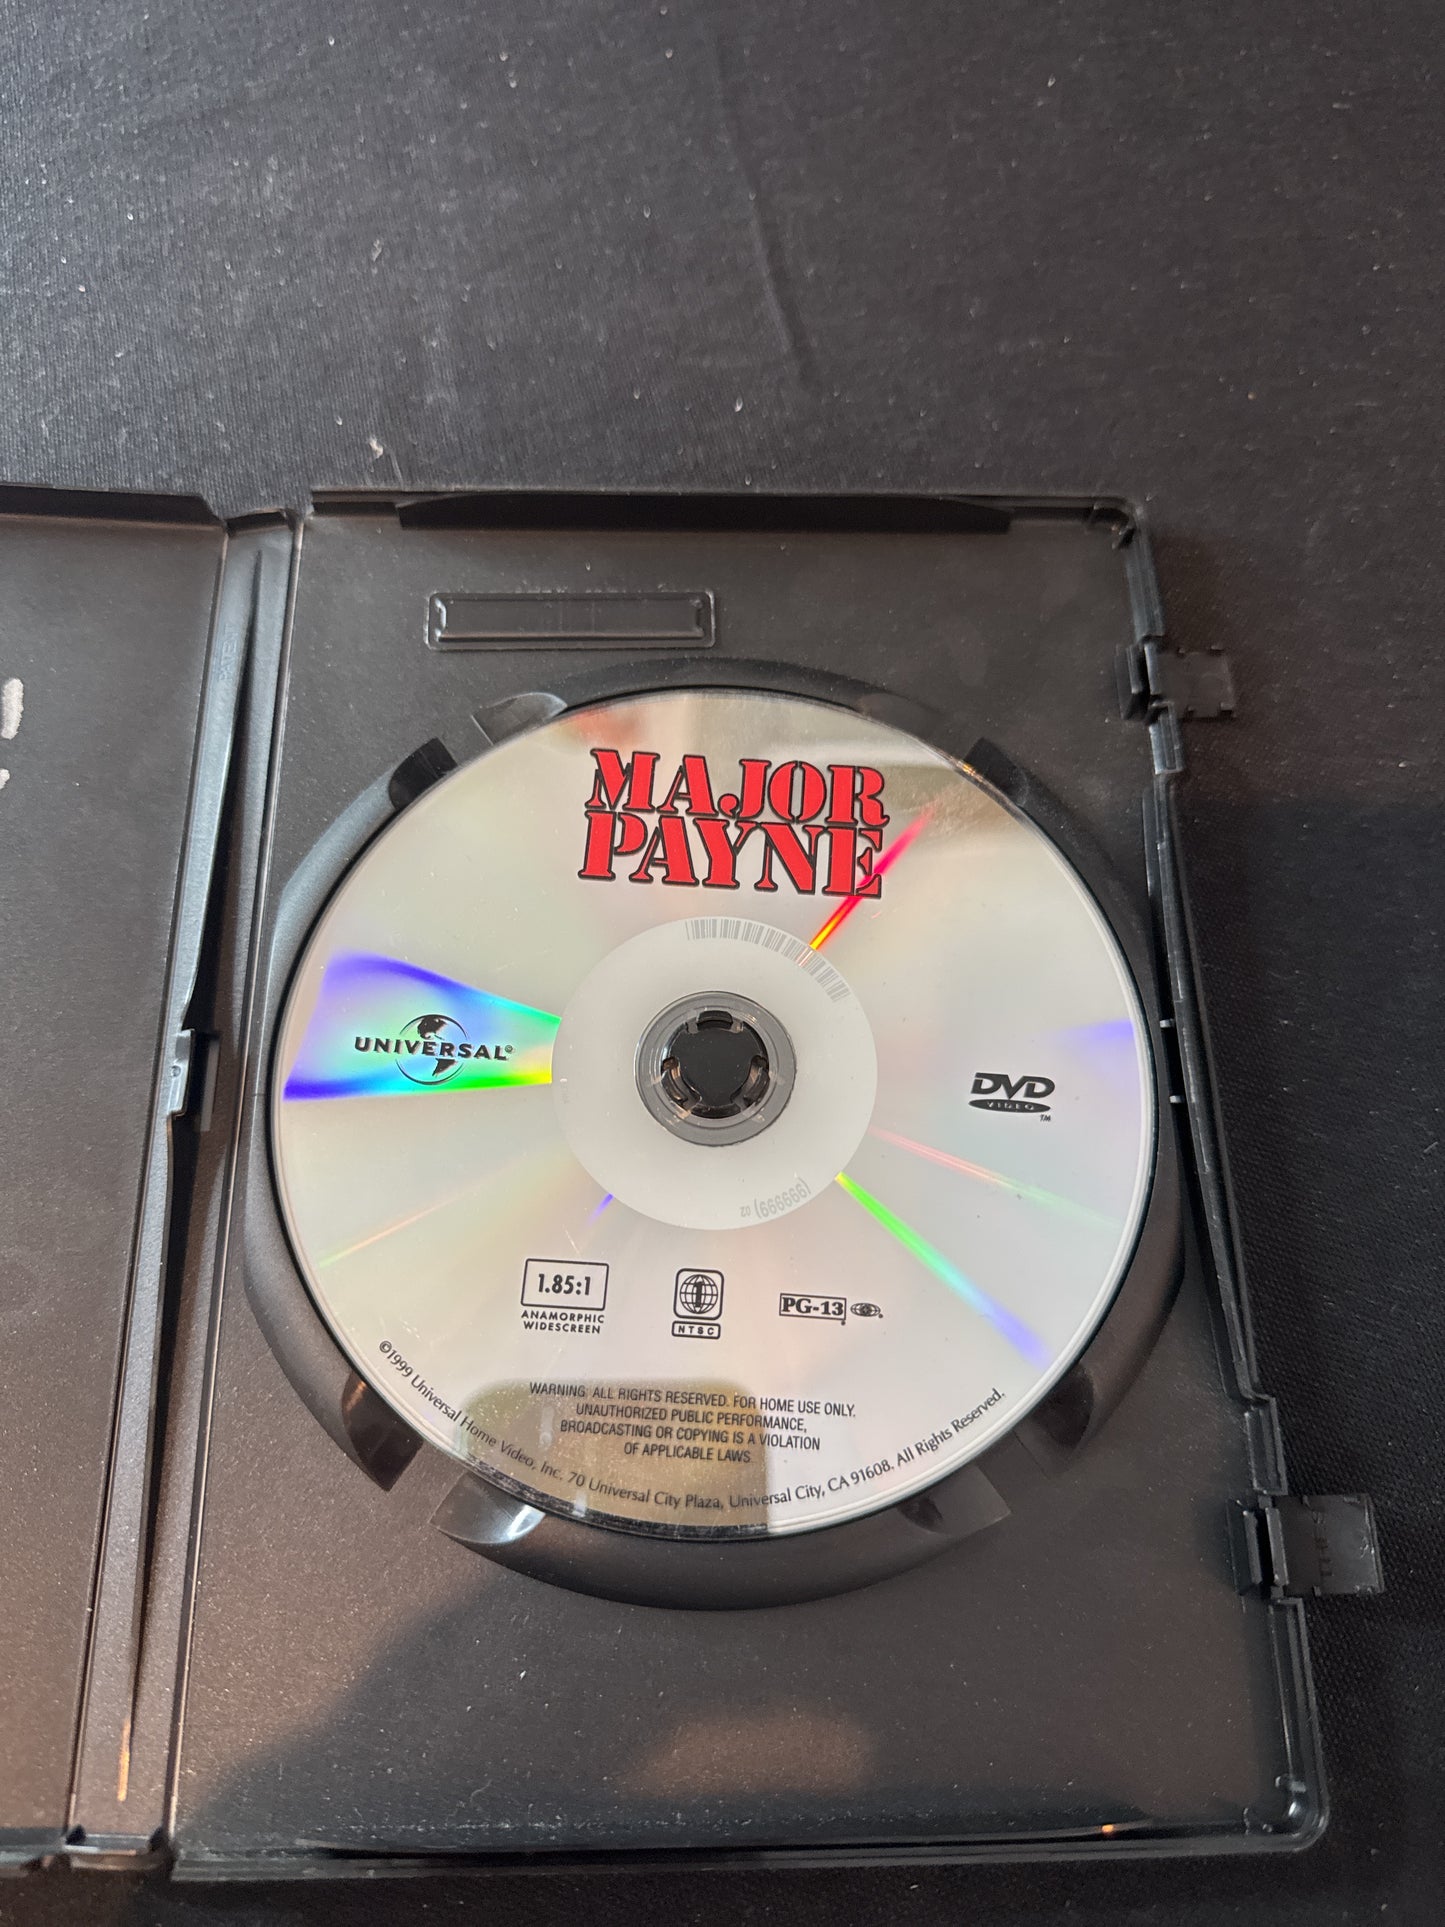 MAJOR
PAYNE
UNIVERSAL®
DVD
VIDEO
TM
(999999) 02
1.85:1
ANAMORPHIC
WIDESCREEN
1
NTSC
PG-13
WARNING: ALL RIGHTS RESERVED. FOR HOME USE ONLY.
UNAUTHORIZED PUBLIC PERFORMANCE,
BROADCASTING OR COPYING IS A VIOLATION
OF APPLICABLE LAWS.
©1999 Universal Home Video, Inc. 70 Universal City Plaza, Universal City, CA 91608. All Rights Reserved.